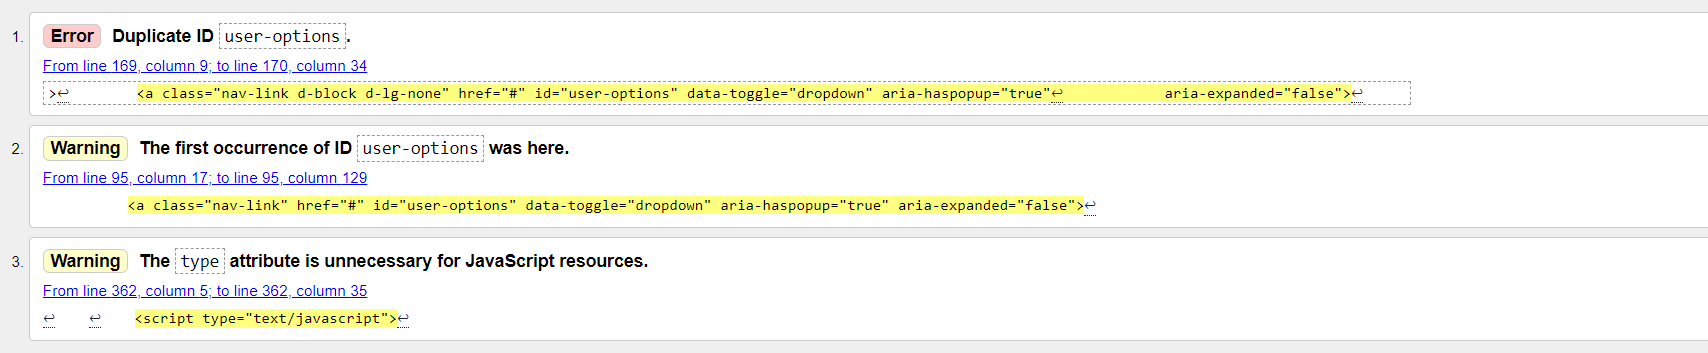 1. Error Duplicate ID user-options.
From line 169, column 9; to line 170, column 34
>↩ <a class="nav-link d-block d-lg-none" href="#" id="user-options" data-toggle="dropdown" aria-haspopup="true"↩ aria-expanded="false">↩
2. Warning The first occurrence of ID user-options was here.
From line 95, column 17; to line 95, column 129
<a class="nav-link" href="#" id="user-options" data-toggle="dropdown" aria-haspopup="true" aria-expanded="false">↩
3. Warning The type attribute is unnecessary for JavaScript resources.
From line 362, column 5; to line 362, column 35
↩ ↩ <script type="text/javascript">↩